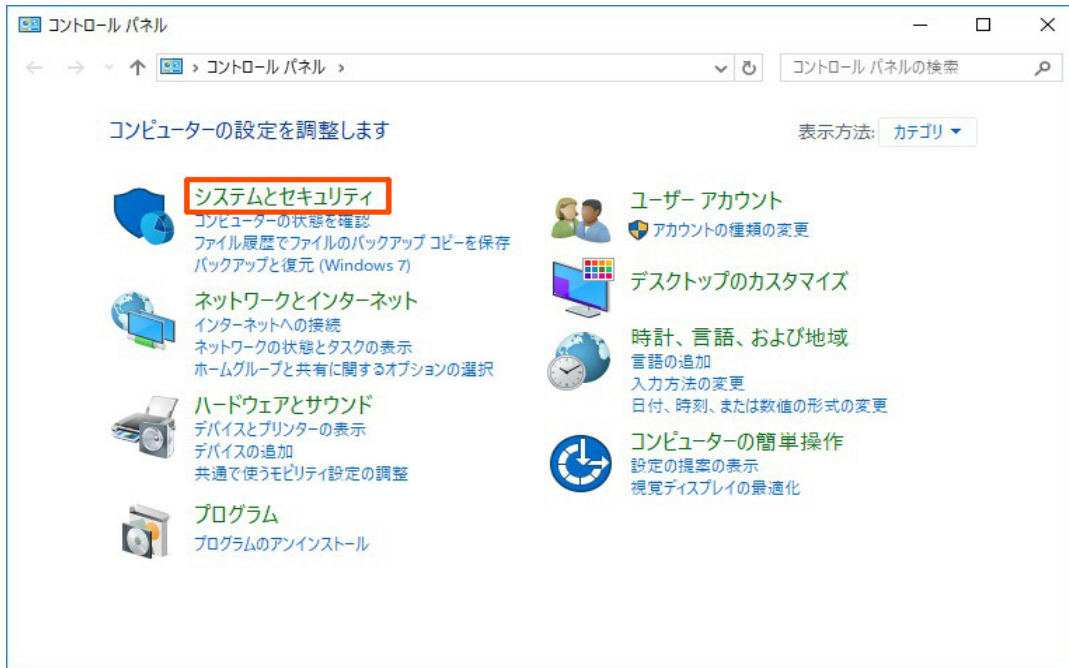 コントロール パネル
コントロール パネル
コントロール パネルの検索
コンピューターの設定を調整します
表示方法: カテゴリ
システムとセキュリティ
コンピューターの状態を確認
ファイル履歴でファイルのバックアップ コピーを保存
バックアップと復元 (Windows 7)
ネットワークとインターネット
インターネットへの接続
ネットワークの状態とタスクの表示
ホームグループと共有に関するオプションの選択
ハードウェアとサウンド
デバイスとプリンターの表示
デバイスの追加
共通で使うモビリティ設定の調整
プログラム
プログラムのアンインストール
ユーザー アカウント
アカウントの種類の変更
デスクトップのカスタマイズ
時計、言語、および地域
言語の追加
入力方法の変更
日付、時刻、または数値の形式の変更
コンピューターの簡単操作
設定の提案の表示
視覚ディスプレイの最適化